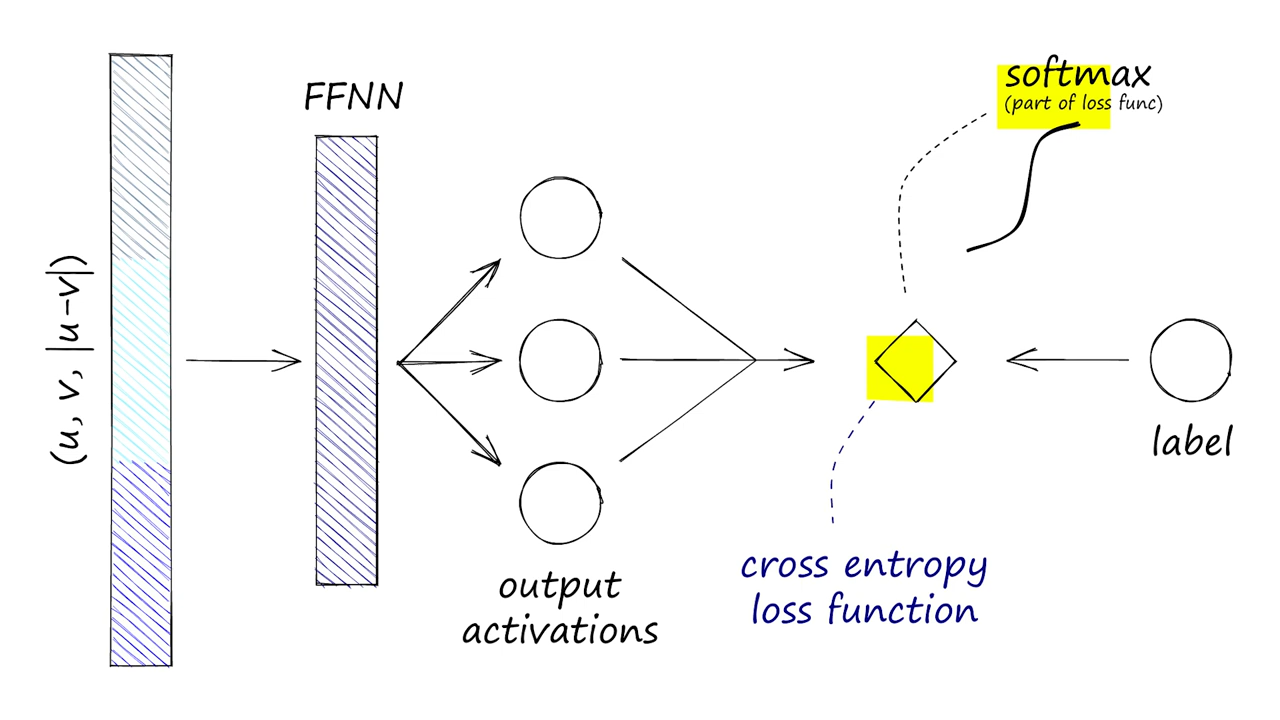 (u, v, |u-v|)
FFNN
output
activations
softmax
(part of loss func)
cross entropy
loss function
label